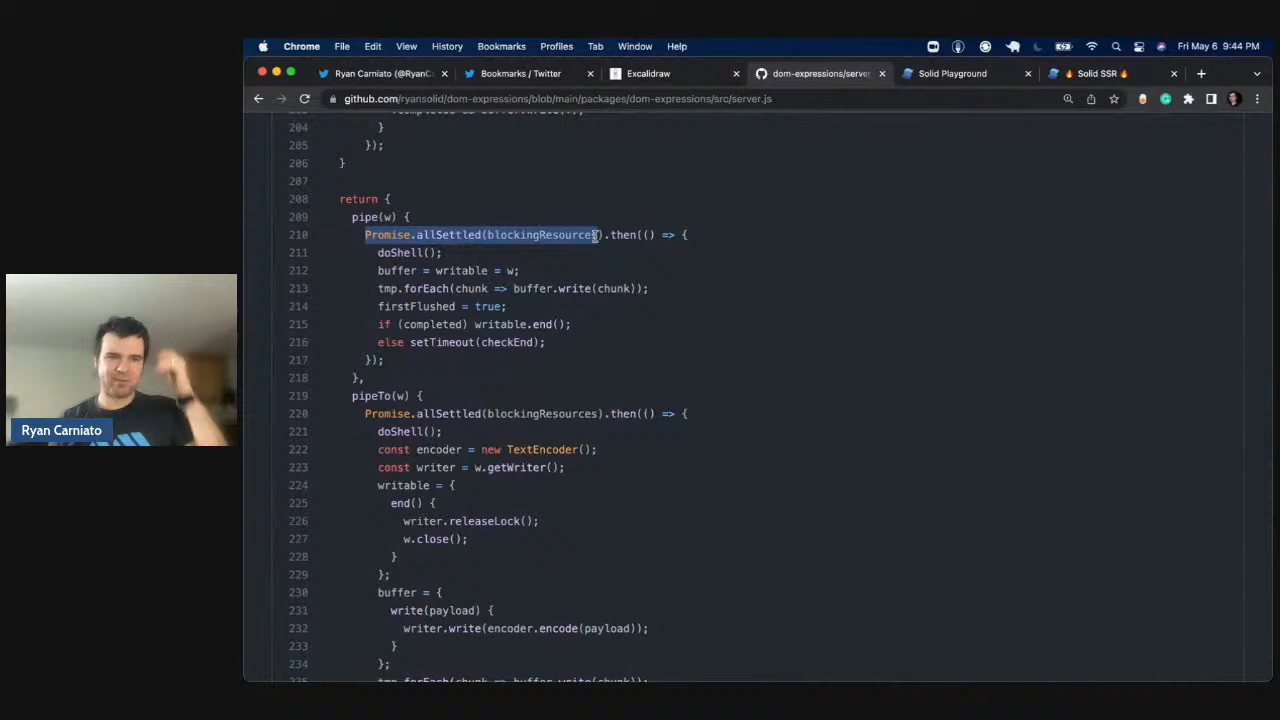 Chrome File Edit View History Bookmarks Profiles Tab Window Help Fri May 6 9:44 PM
Ryan Carniato (@RyanC × Bookmarks / Twitter × Excalidraw × dom-expressions/server × Solid Playground × 🔥 Solid SSR 🔥 × +
github.com/ryansolid/dom-expressions/blob/main/packages/dom-expressions/src/server.js
204 }
205 });
206 }
207
208 return {
209 pipe(w) {
210 Promise.allSettled(blockingResources).then(() => {
211 doShell();
212 buffer = writable = w;
213 tmp.forEach(chunk => buffer.write(chunk));
214 firstFlushed = true;
215 if (completed) writable.end();
216 else setTimeout(checkEnd);
217 });
218 },
219 pipeTo(w) {
220 Promise.allSettled(blockingResources).then(() => {
221 doShell();
222 const encoder = new TextEncoder();
223 const writer = w.getWriter();
224 writable = {
225 end() {
226 writer.releaseLock();
227 w.close();
228 }
229 };
230 buffer = {
231 write(payload) {
232 writer.write(encoder.encode(payload));
233 }
234 };
tmp.forEach(chunk => buffer.write(chunk));
Ryan Carniato